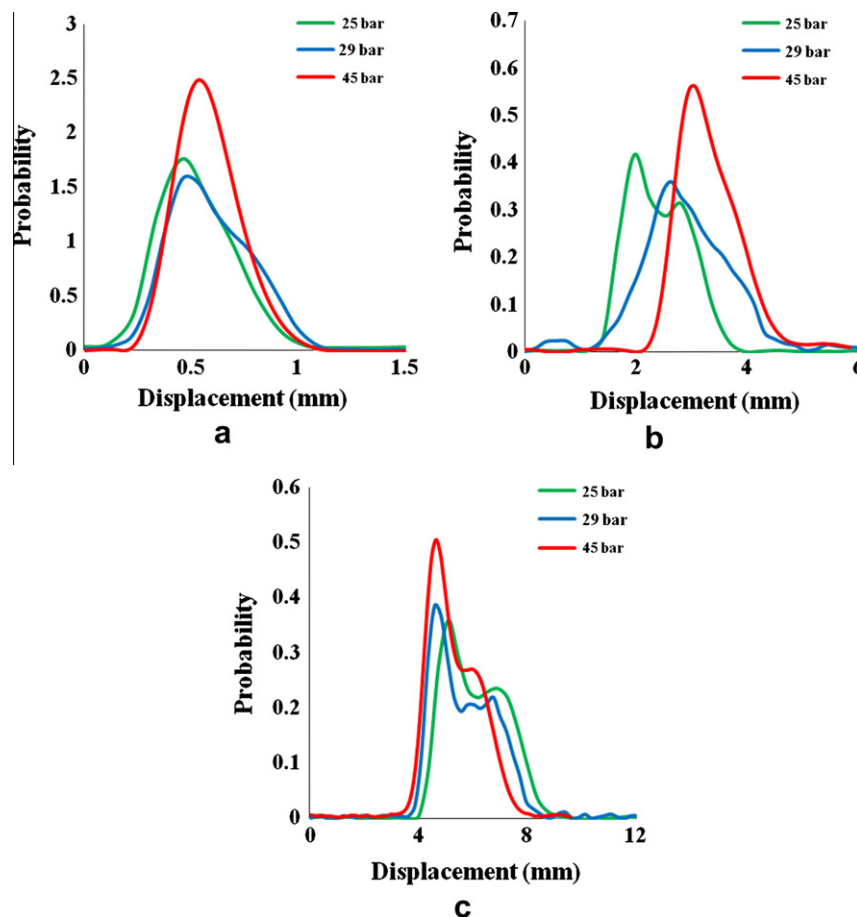 3
2.5
2
1.5
1
0.5
0
Probability
25 bar
29 bar
45 bar
0 0.5 1 1.5
Displacement (mm)
a
0.7
0.6
0.5
0.4
0.3
0.2
0.1
0
Probability
25 bar
29 bar
45 bar
0 2 4 6
Displacement (mm)
b
0.6
0.5
0.4
0.3
0.2
0.1
0
Probability
25 bar
29 bar
45 bar
0 4 8 12
Displacement (mm)
c